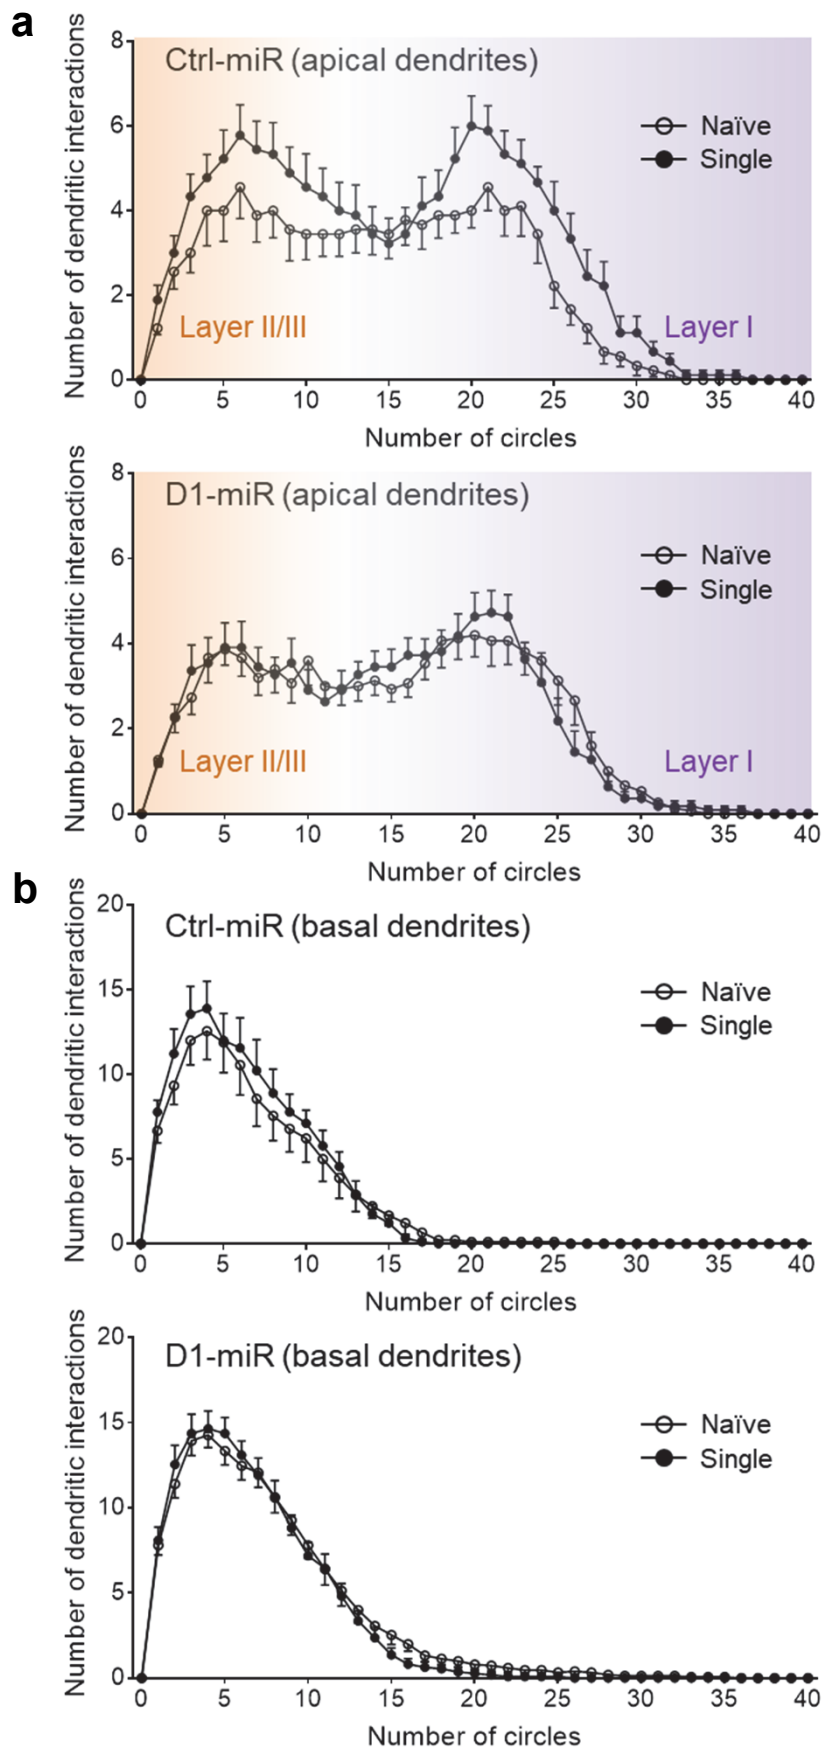 a
Number of dendritic interactions
8
6
4
2
0
Ctrl-miR (apical dendrites)
Naïve
Single
Layer II/III
Layer I
0 5 10 15 20 25 30 35 40
Number of circles
Number of dendritic interactions
8
6
4
2
0
D1-miR (apical dendrites)
Naïve
Single
Layer II/III
Layer I
0 5 10 15 20 25 30 35 40
Number of circles
b
Number of dendritic interactions
20
15
10
5
0
Ctrl-miR (basal dendrites)
Naïve
Single
0 5 10 15 20 25 30 35 40
Number of circles
Number of dendritic interactions
20
15
10
5
0
D1-miR (basal dendrites)
Naïve
Single
0 5 10 15 20 25 30 35 40
Number of circles